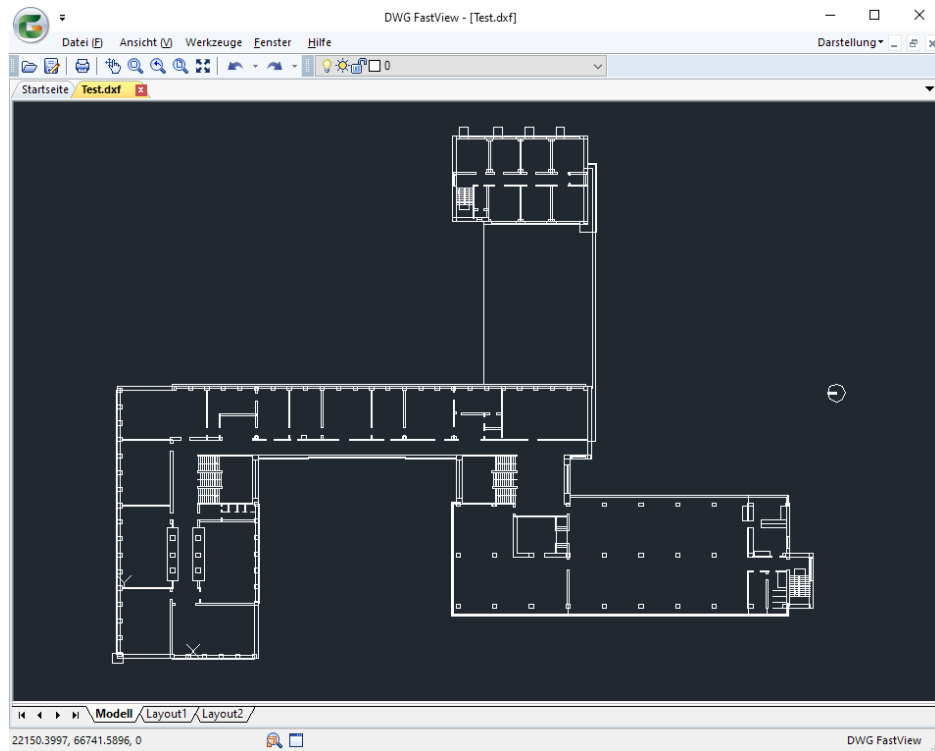 DWG FastView - [Test.dxf]
Datei (F) Ansicht (V) Werkzeuge Fenster Hilfe Darstellung
0
Startseite Test.dxf
Modell Layout1 Layout2
22150.3997, 66741.5896, 0 DWG FastView